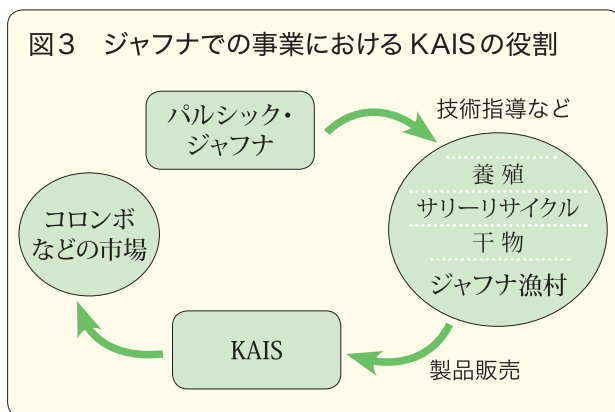 図3　ジャフナでの事業におけるKAISの役割
パルシック・
ジャフナ
技術指導など
養殖
サリーリサイクル
干物
ジャフナ漁村
コロンボ
などの市場
KAIS
製品販売